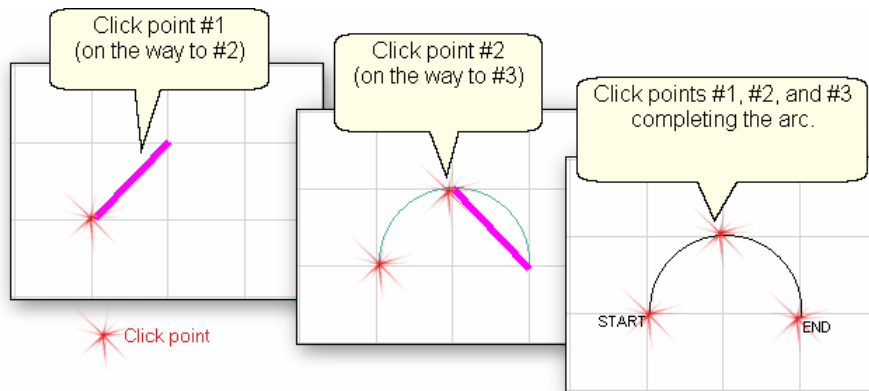 Click point #1
(on the way to #2)
Click point #2
(on the way to #3)
Click points #1, #2, and #3
completing the arc.
START
END
Click point